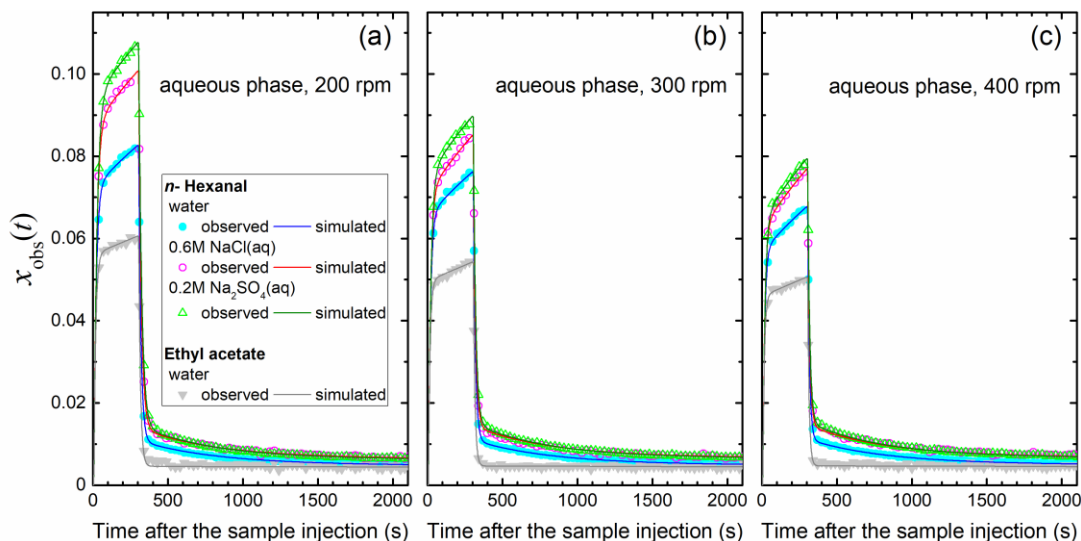 (a)
aqueous phase, 200 rpm
(b)
aqueous phase, 300 rpm
(c)
aqueous phase, 400 rpm
x_obs(t)
0.10
0.08
0.06
0.04
0.02
0
n- Hexanal
water
observed simulated
0.6M NaCl(aq)
observed simulated
0.2M Na₂SO₄(aq)
observed simulated
Ethyl acetate
water
observed simulated
0 500 1000 1500 2000
0 500 1000 1500 2000
0 500 1000 1500 2000
Time after the sample injection (s)
Time after the sample injection (s)
Time after the sample injection (s)